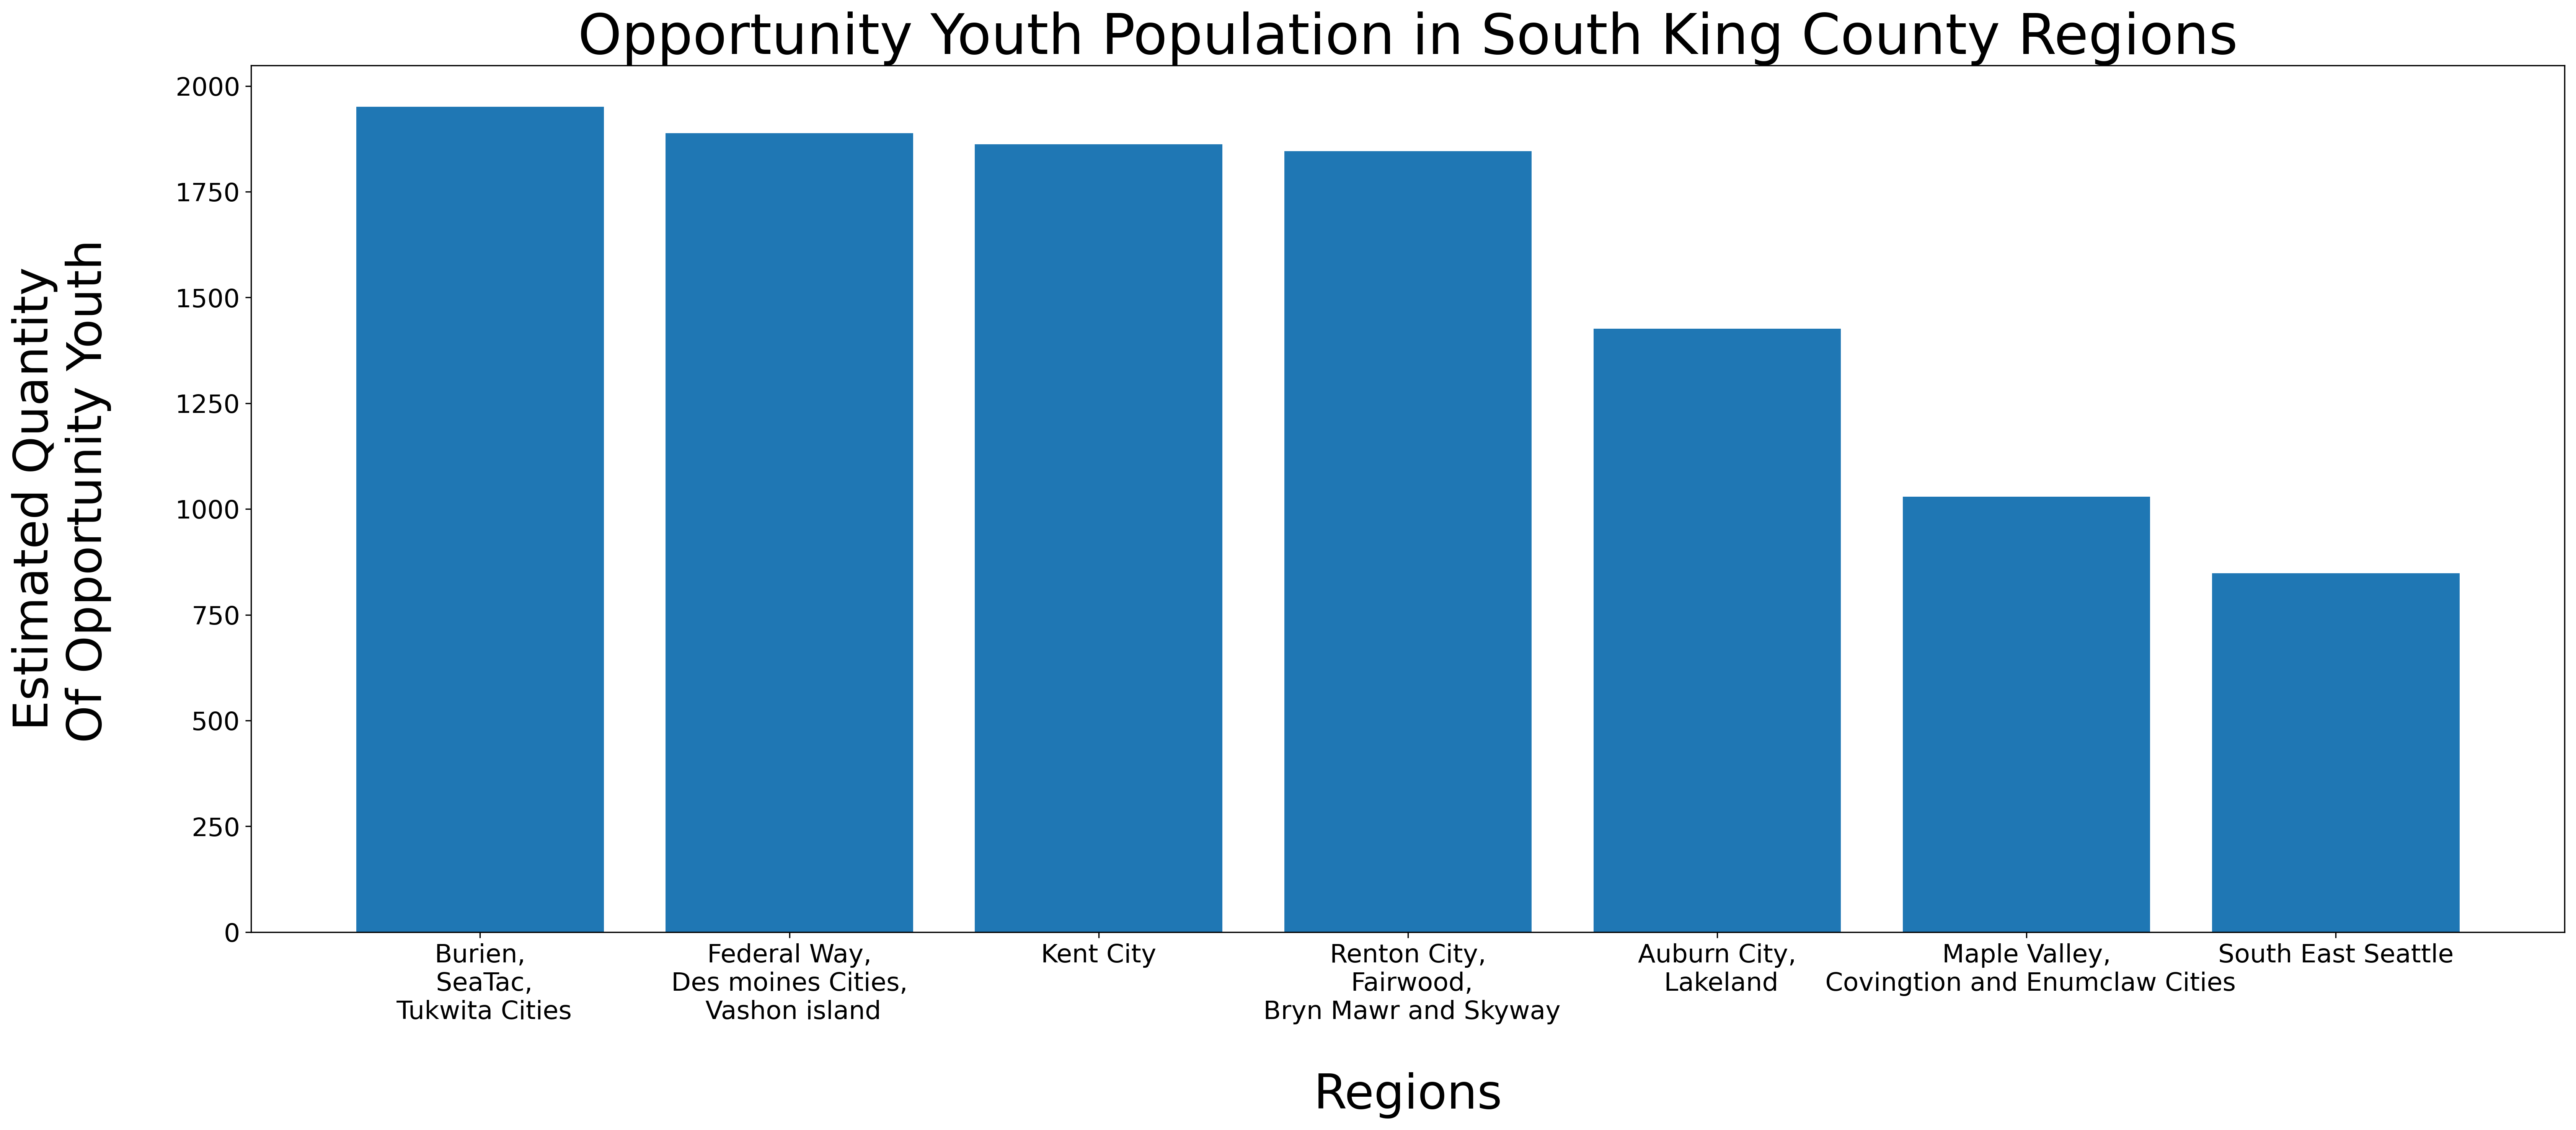 Opportunity Youth Population in South King County Regions
Estimated Quantity
Of Opportunity Youth
2000
1750
1500
1250
1000
750
500
250
0
Burien,
SeaTac,
Tukwita Cities
Federal Way,
Des moines Cities,
Vashon island
Kent City
Renton City,
Fairwood,
Bryn Mawr and Skyway
Auburn City,
Lakeland
Maple Valley,
Covingtion and Enumclaw Cities
South East Seattle
Regions